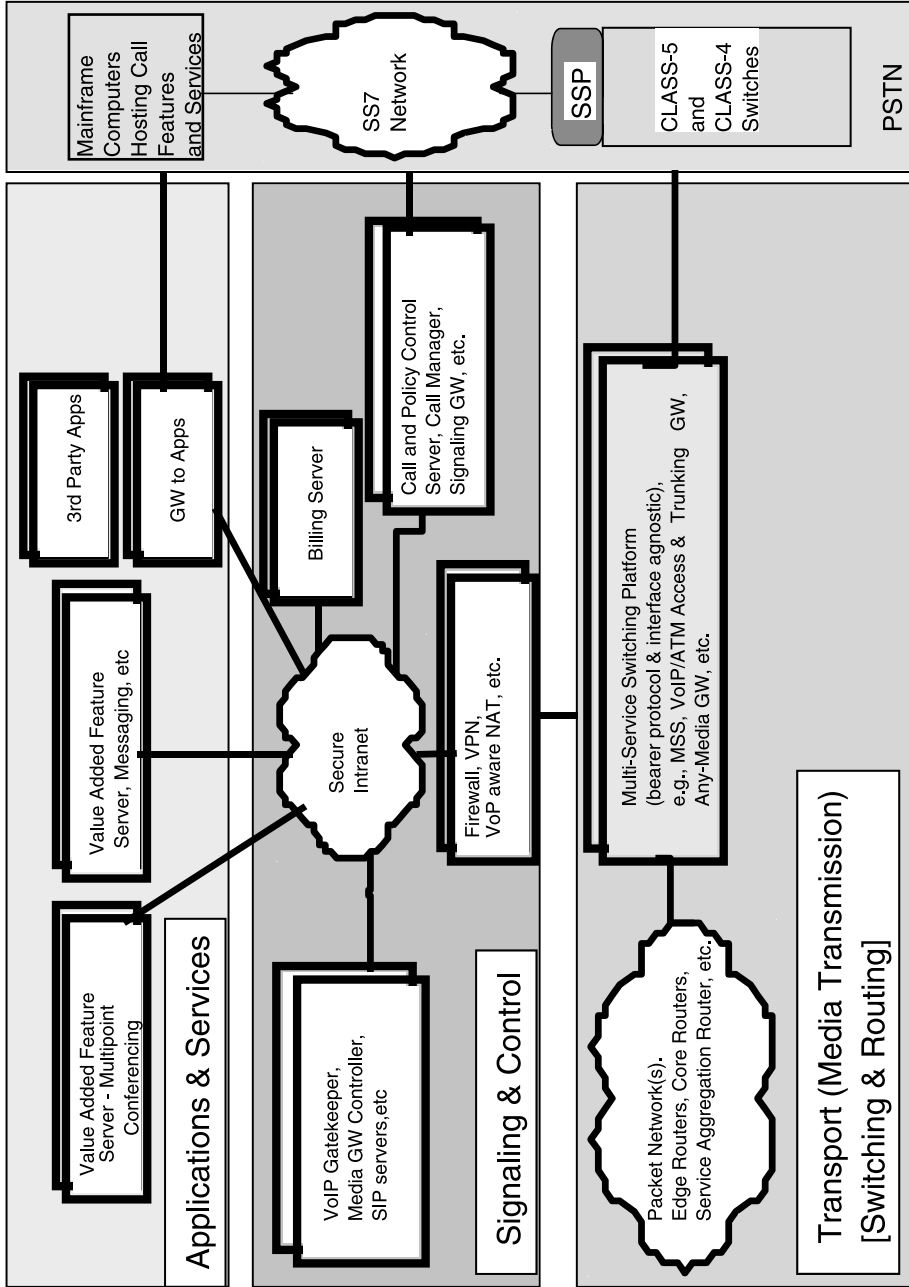 Value Added Feature
Server - Multipoint
Conferencing
Value Added Feature
Server, Messaging, etc
3rd Party Apps
GW to Apps
Mainframe
Computers
Hosting Call
Features
and Services
Applications & Services
VoIP Gatekeeper,
Media GW Controller,
SIP servers,etc
Secure
Intranet
Billing Server
Call and Policy Control
Server, Call Manager,
Signaling GW, etc.
SS7
Network
Firewall, VPN,
VoP aware NAT, etc.
Signaling & Control
SSP
CLASS-5
and
CLASS-4
Switches
Packet Network(s).
Edge Routers, Core Routers,
Service Aggregation Router, etc.
Multi-Service Switching Platform
(bearer protocol & interface agnostic),
e.g., MSS, VoIP/ATM Access & Trunking GW,
Any-Media GW, etc.
Transport (Media Transmission)
[Switching & Routing]
PSTN